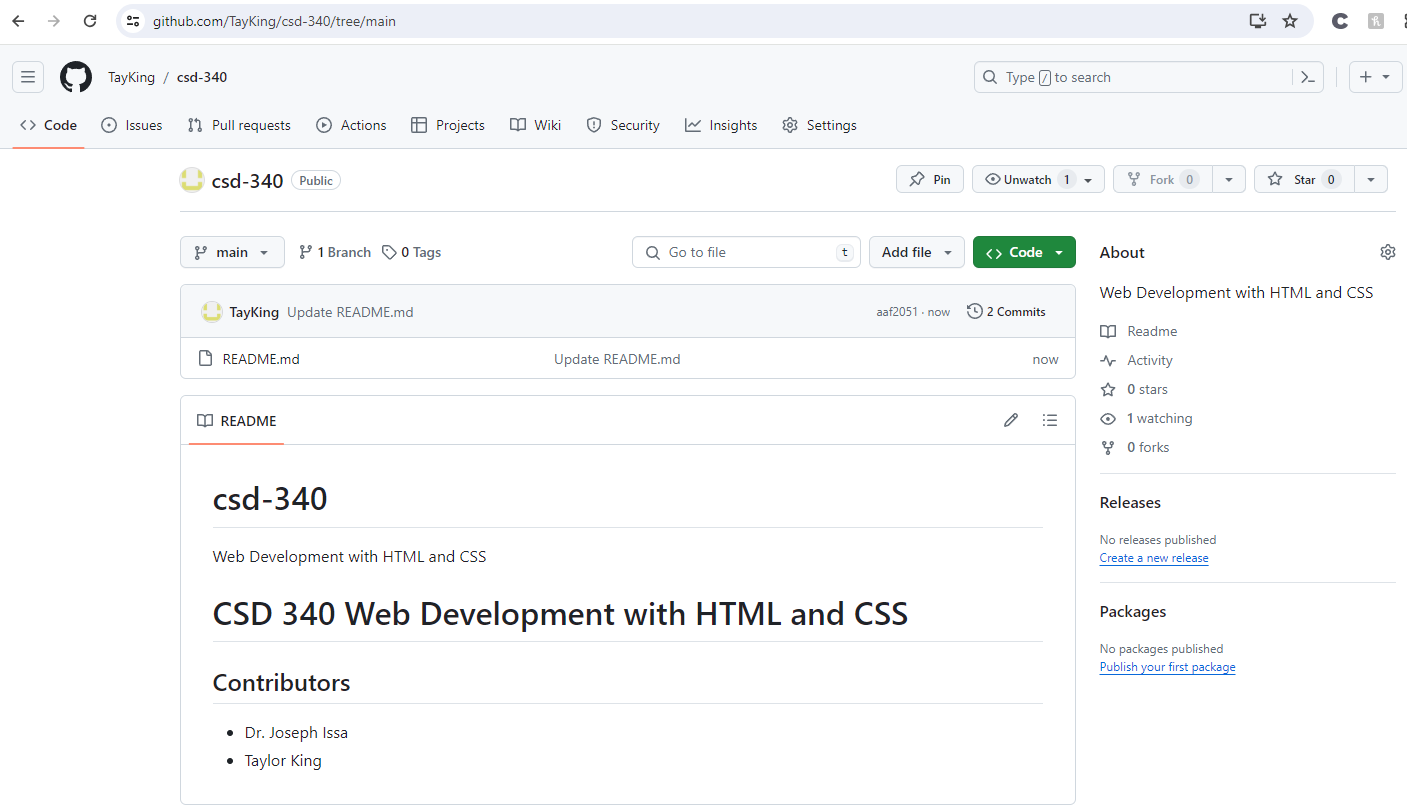 github.com/TayKing/csd-340/tree/main
TayKing / csd-340
Type / to search
Code Issues Pull requests Actions Projects Wiki Security Insights Settings
csd-340 Public
Pin Unwatch 1 Fork 0 Star 0
main 1 Branch 0 Tags Go to file t Add file Code
TayKing Update README.md aaf2051 · now 2 Commits
README.md Update README.md now
README
csd-340
Web Development with HTML and CSS
CSD 340 Web Development with HTML and CSS
Contributors
• Dr. Joseph Issa
• Taylor King
About
Web Development with HTML and CSS
Readme
Activity
0 stars
1 watching
0 forks
Releases
No releases published
Create a new release
Packages
No packages published
Publish your first package